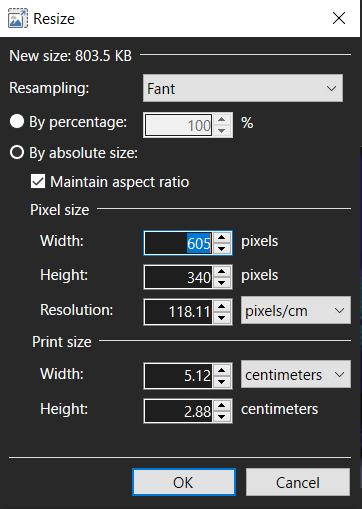 Resize
New size: 803.5 KB
Resampling: Fant
By percentage: 100 %
By absolute size:
Maintain aspect ratio
Pixel size
Width: 605 pixels
Height: 340 pixels
Resolution: 118.11 pixels/cm
Print size
Width: 5.12 centimeters
Height: 2.88 centimeters
OK Cancel